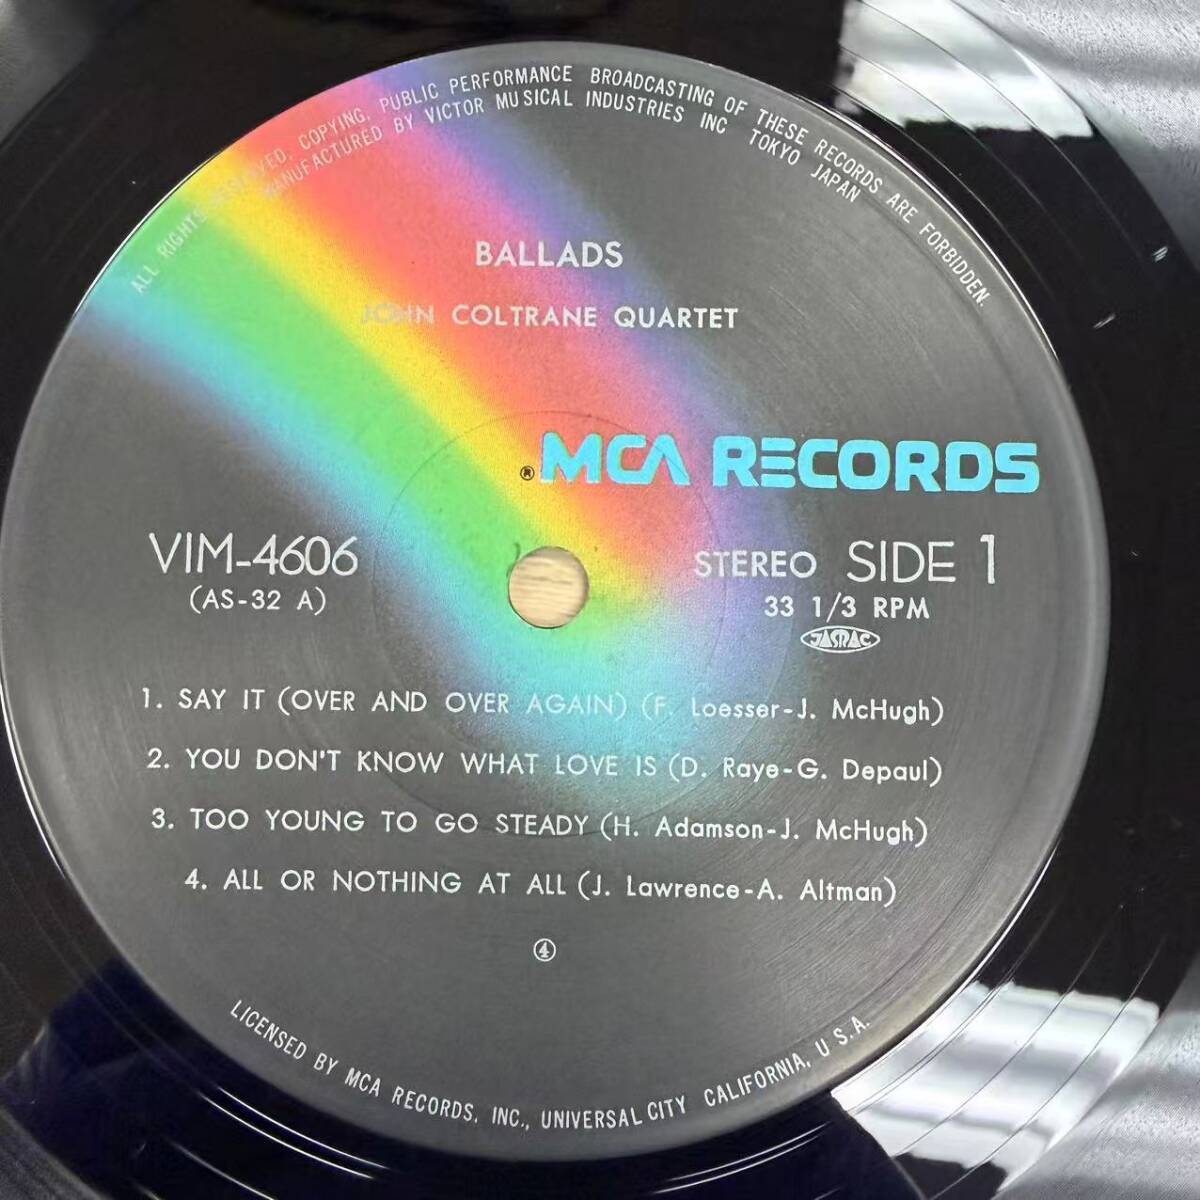 ALL RIGHTS RESERVED. COPYING, PUBLIC PERFORMANCE BROADCASTING OF THESE RECORDS ARE FORBIDDEN.
MANUFACTURED BY VICTOR MUSICAL INDUSTRIES INC TOKYO JAPAN
BALLADS
JOHN COLTRANE QUARTET
® MCA RECORDS
VIM-4606
(AS-32 A)
STEREO SIDE 1
33 1/3 RPM
JASRAC
1. SAY IT (OVER AND OVER AGAIN) (F. Loesser-J. McHugh)
2. YOU DON'T KNOW WHAT LOVE IS (D. Raye-G. Depaul)
3. TOO YOUNG TO GO STEADY (H. Adamson-J. McHugh)
4. ALL OR NOTHING AT ALL (J. Lawrence-A. Altman)
④
LICENSED BY MCA RECORDS, INC., UNIVERSAL CITY CALIFORNIA, U.S.A.